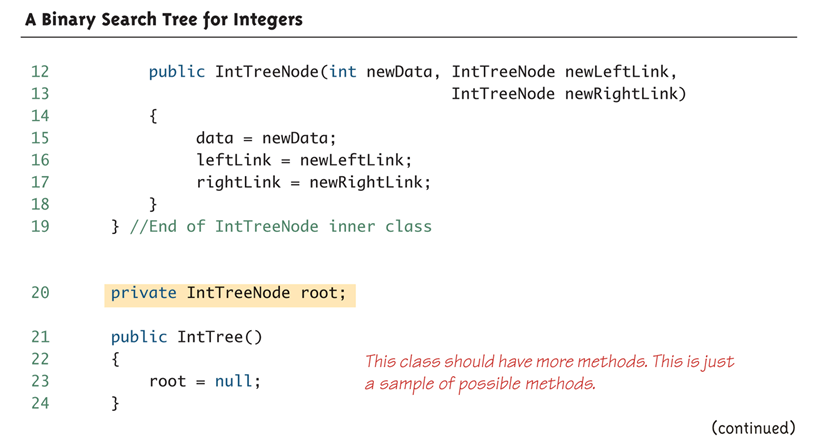 A Binary Search Tree for Integers
12 public IntTreeNode(int newData, IntTreeNode newLeftLink,
13 IntTreeNode newRightLink)
14 {
15 data = newData;
16 leftLink = newLeftLink;
17 rightLink = newRightLink;
18 }
19 } //End of IntTreeNode inner class
20 private IntTreeNode root;
21 public IntTree()
22 {
23 root = null;
24 }
This class should have more methods. This is just
a sample of possible methods.
(continued)